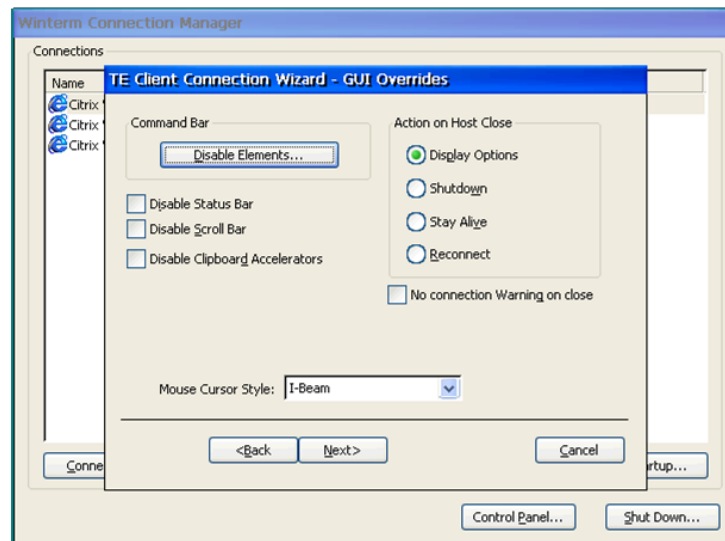 Winterm Connection Manager
Connections
Name
Citrix
Citrix
Citrix
TE Client Connection Wizard - GUI Overrides
Command Bar
Disable Elements...
Disable Status Bar
Disable Scroll Bar
Disable Clipboard Accelerators
Action on Host Close
Display Options
Shutdown
Stay Alive
Reconnect
No connection Warning on close
Mouse Cursor Style: I-Beam
<Back Next> Cancel
Conne
rtup...
Control Panel... Shut Down...